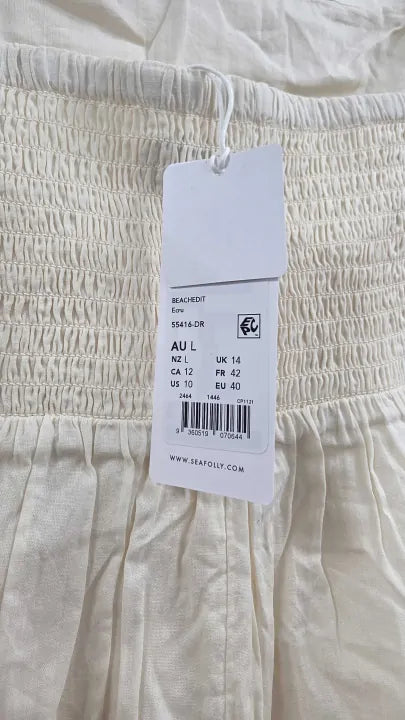 BEACHEDIT
Ecru
55416-DR
AU L
NZ L UK 14
CA 12 FR 42
US 10 EU 40
2464 1446 CP1121
9 360519 070644
WWW.SEAFOLLY.COM